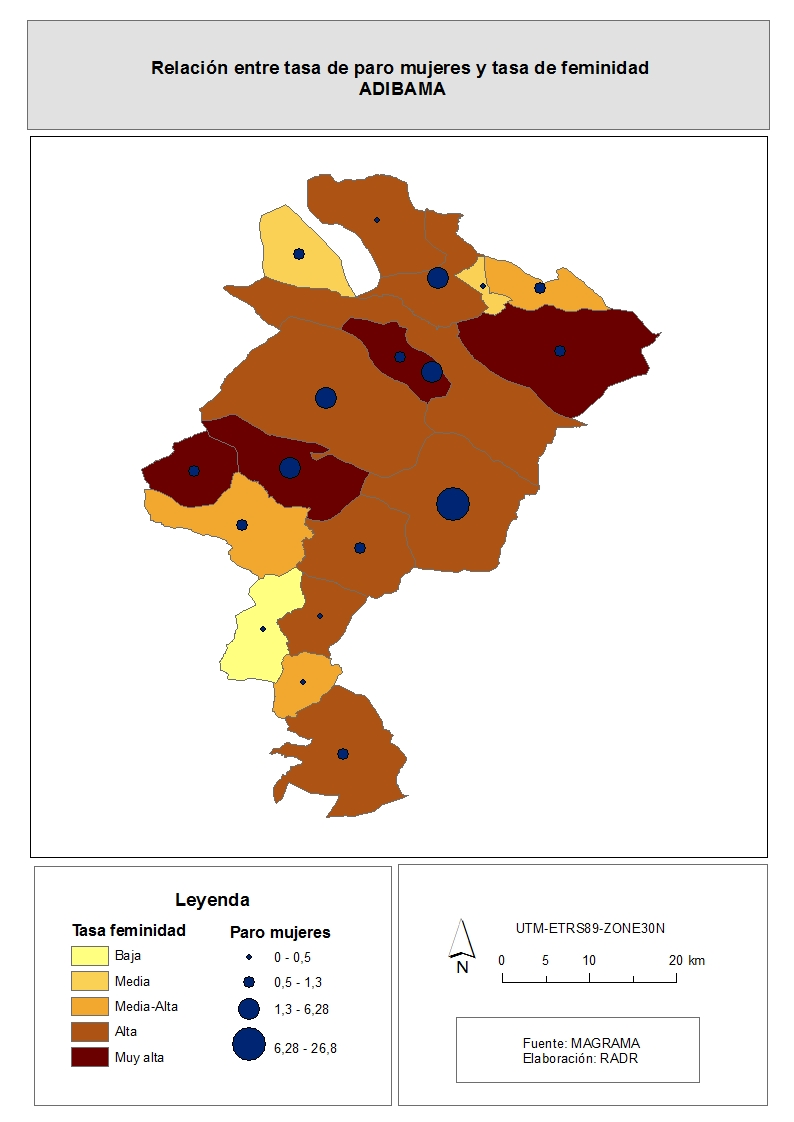 Relación entre tasa de paro mujeres y tasa de feminidad
ADIBAMA
Leyenda
Tasa feminidad
Baja
Media
Media-Alta
Alta
Muy alta
Paro mujeres
0 - 0,5
0,5 - 1,3
1,3 - 6,28
6,28 - 26,8
N
UTM-ETRS89-ZONE30N
0 5 10 20 km
Fuente: MAGRAMA
Elaboración: RADR